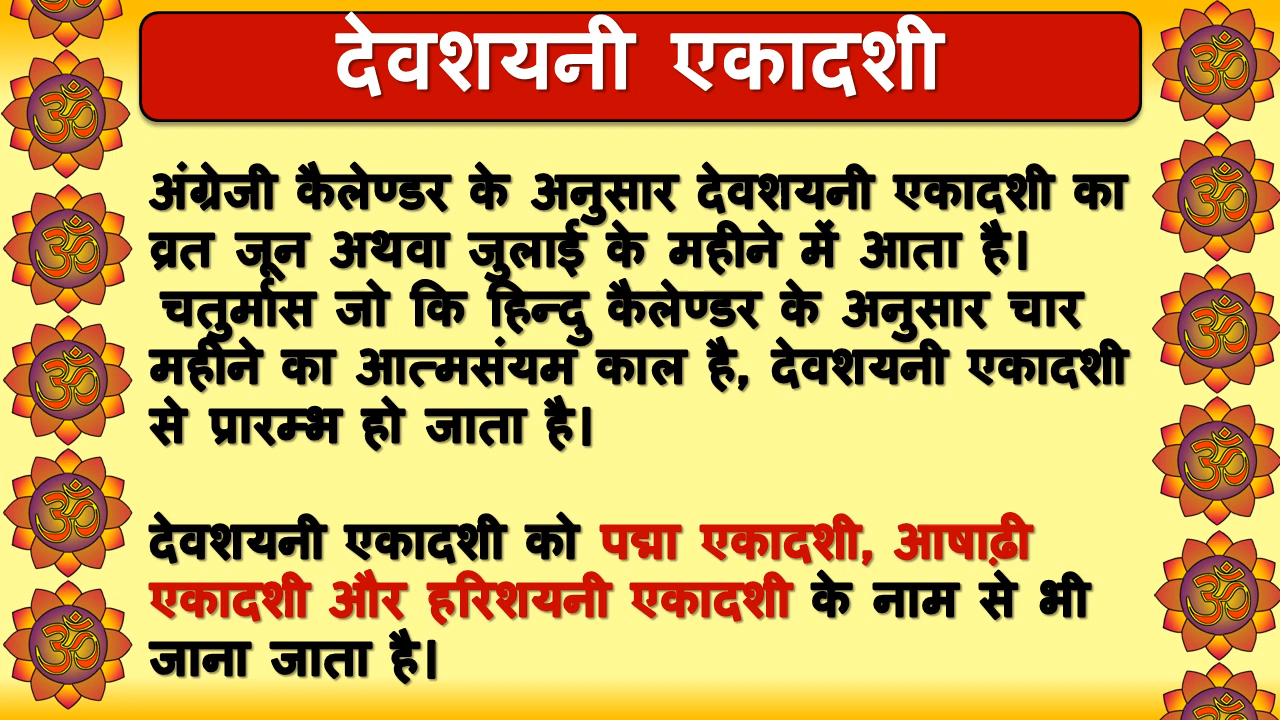 देवशयनी एकादशी
अंग्रेजी कैलेण्डर के अनुसार देवशयनी एकादशी का
व्रत जून अथवा जुलाई के महीने में आता है।
चतुर्मास जो कि हिन्दु कैलेण्डर के अनुसार चार
महीने का आत्मसंयम काल है, देवशयनी एकादशी
से प्रारम्भ हो जाता है।
देवशयनी एकादशी को पद्मा एकादशी, आषाढ़ी
एकादशी और हरिशयनी एकादशी के नाम से भी
जाना जाता है।